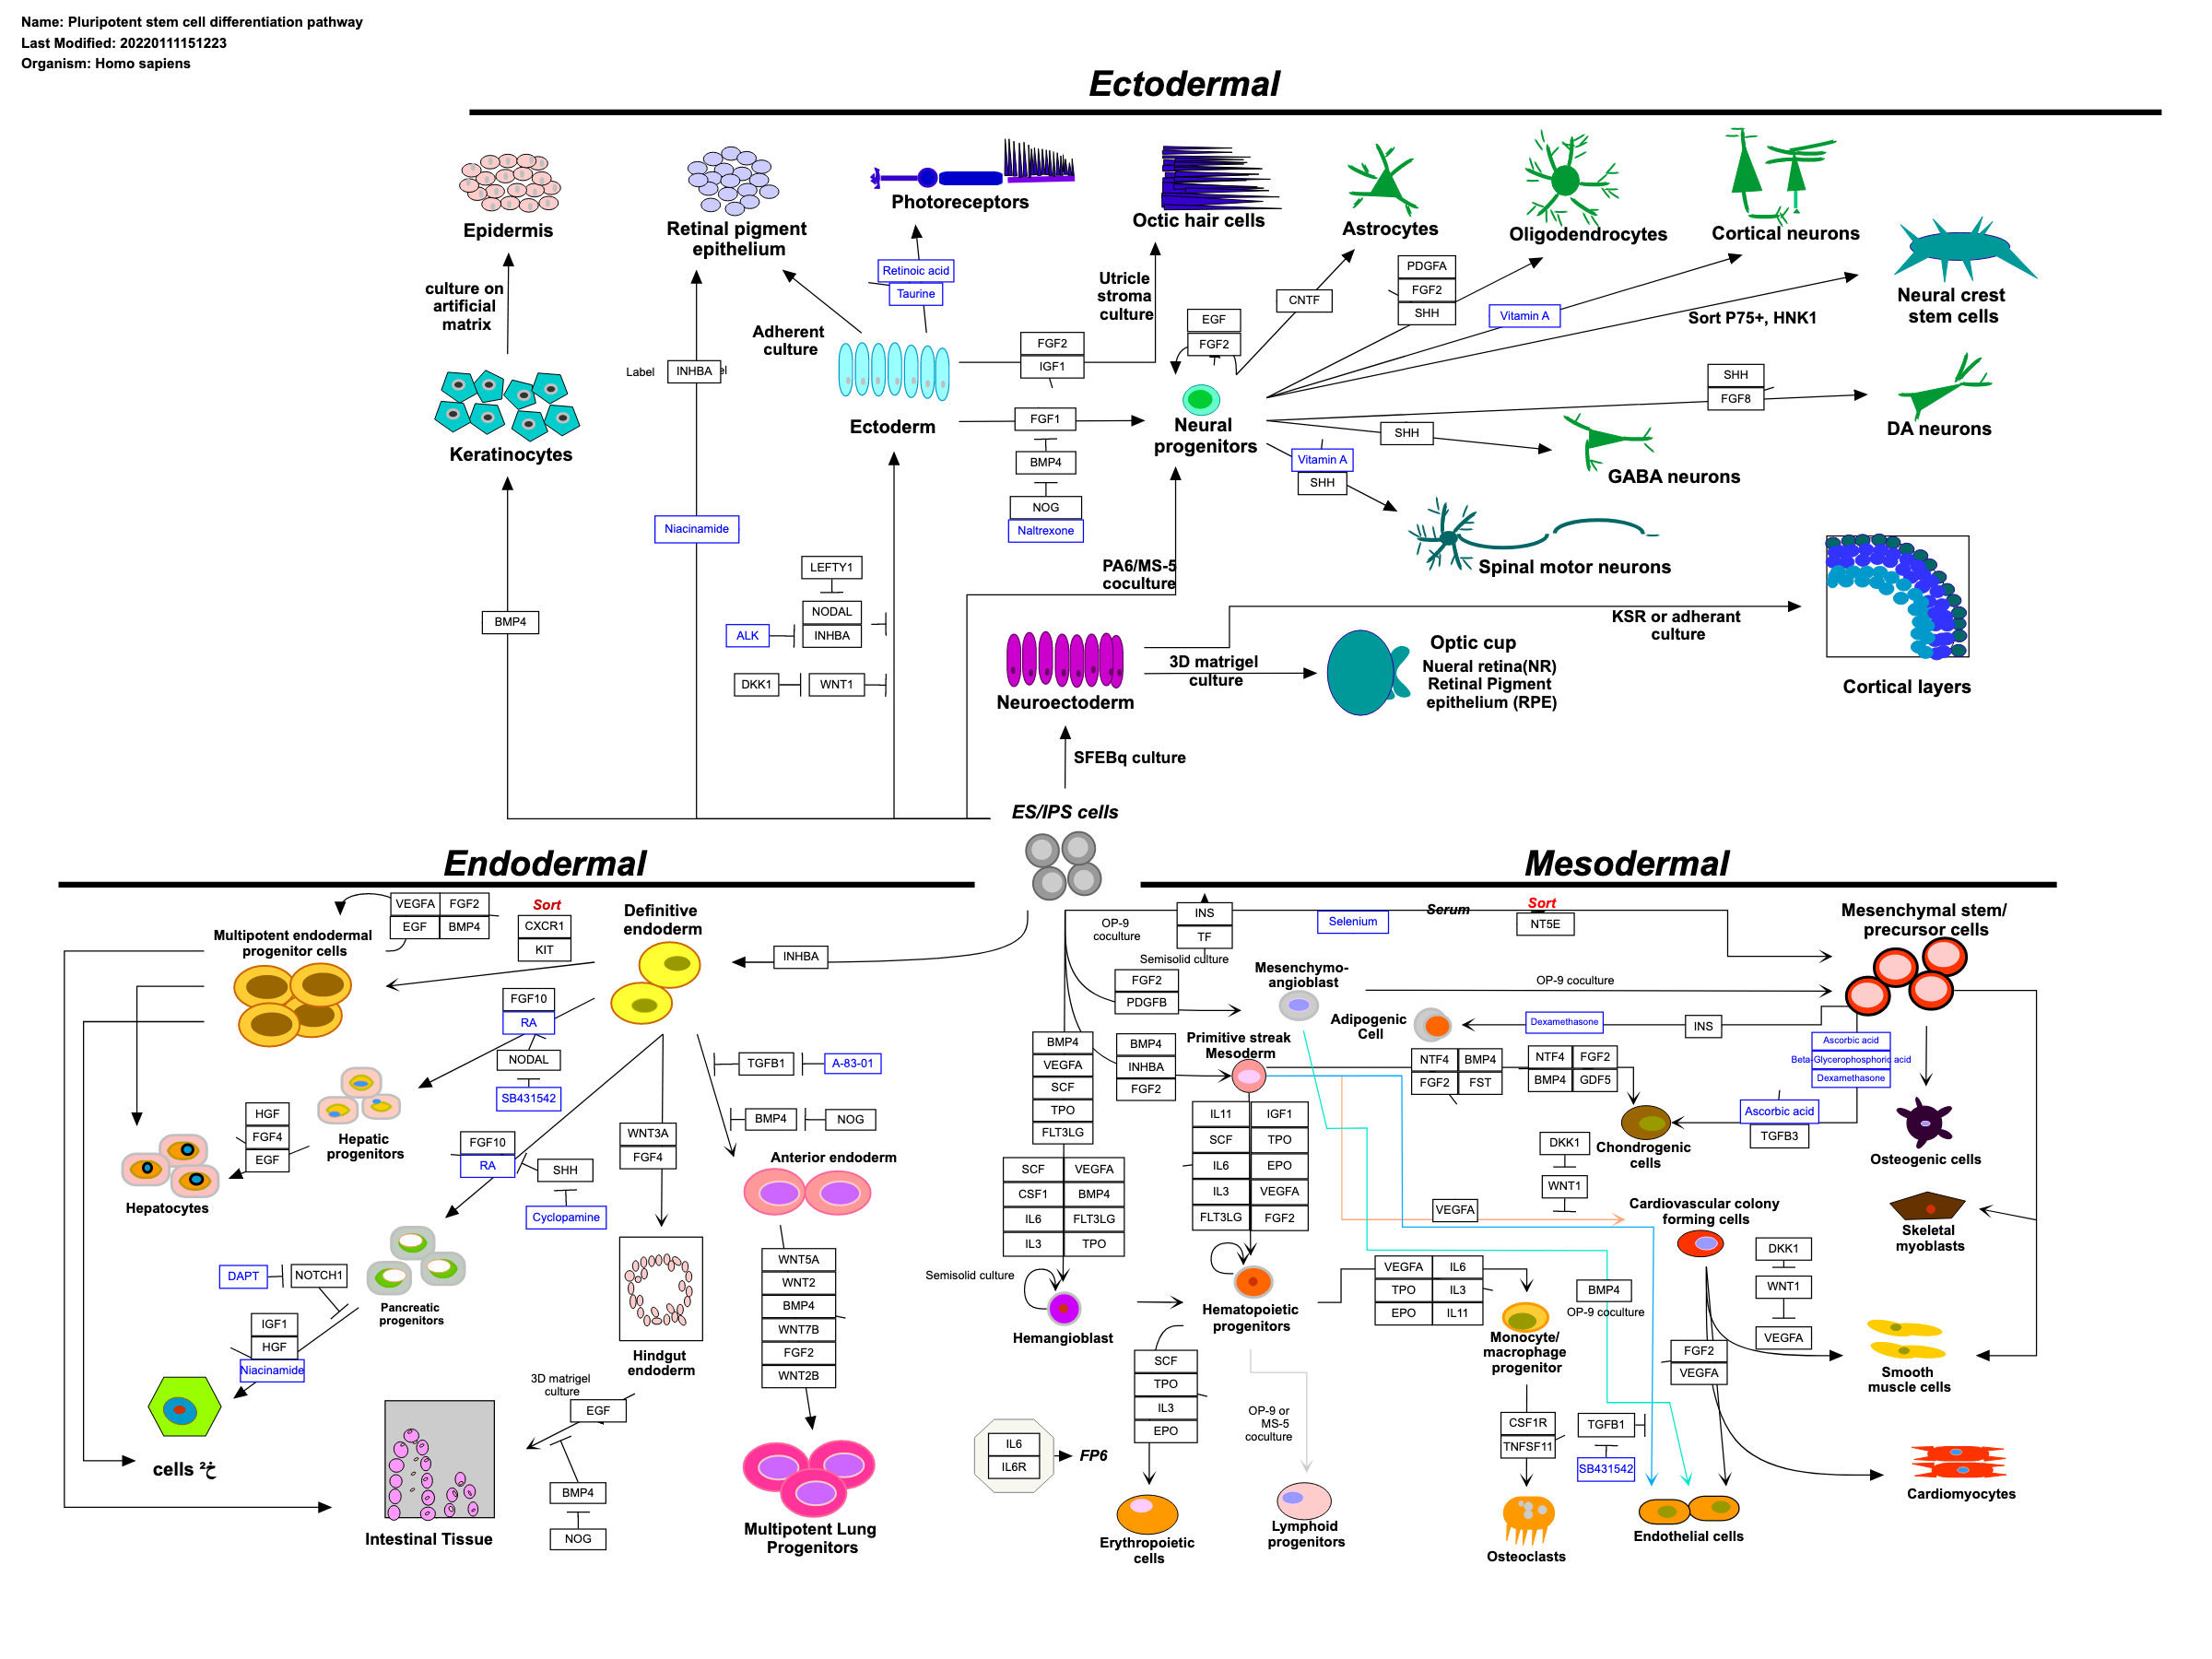 Name: Pluripotent stem cell differentiation pathway
Last Modified: 20220111151223
Organism: Homo sapiens
Ectodermal
Epidermis
Retinal pigment
epithelium
Photoreceptors
Octic hair cells
Astrocytes
Oligodendrocytes
Cortical neurons
Neural crest
stem cells
culture on
artificial
matrix
Retinoic acid
Taurine
Adherent
culture
Utricle
stroma
culture
EGF
FGF2
CNTF
PDGFA
FGF2
SHH
Vitamin A
Sort P75+, HNK1
Label
INHBA
FGF2
IGF1
SHH
FGF8
DA neurons
Keratinocytes
Ectoderm
FGF1
BMP4
NOG
Naltrexone
Neural
progenitors
SHH
Vitamin A
SHH
GABA neurons
Niacinamide
Spinal motor neurons
PA6/MS-5
coculture
LEFTY1
NODAL
INHBA
ALK
DKK1
WNT1
BMP4
KSR or adherant
culture
3D matrigel
culture
Optic cup
Nueral retina(NR)
Retinal Pigment
epithelium (RPE)
Cortical layers
Neuroectoderm
SFEBq culture
ES/IPS cells
Endodermal
Mesodermal
VEGFA
FGF2
EGF
BMP4
Sort
CXCR1
KIT
Definitive
endoderm
Multipotent endodermal
progenitor cells
INHBA
FGF10
RA
NODAL
SB431542
TGFB1
A-83-01
BMP4
NOG
HGF
FGF4
EGF
Hepatic
progenitors
Hepatocytes
FGF10
RA
SHH
Cyclopamine
WNT3A
FGF4
Anterior endoderm
DAPT
NOTCH1
IGF1
HGF
Niacinamide
Pancreatic
progenitors
Hindgut
endoderm
WNT5A
WNT2
BMP4
WNT7B
FGF2
WNT2B
3D matrigel
culture
EGF
BMP4
NOG
cells ²خ
Intestinal Tissue
Multipotent Lung
Progenitors
OP-9
coculture
INS
TF
Semisolid culture
Selenium
Serum
Sort
NT5E
Mesenchymal stem/
precursor cells
FGF2
PDGFB
Mesenchymo-
angioblast
OP-9 coculture
Adipogenic
Cell
Dexamethasone
INS
Ascorbic acid
Beta-Glycerophosphoric acid
Dexamethasone
BMP4
VEGFA
SCF
TPO
FLT3LG
BMP4
INHBA
FGF2
Primitive streak
Mesoderm
NTF4
BMP4
FGF2
FST
NTF4
FGF2
BMP4
GDF5
Ascorbic acid
TGFB3
Chondrogenic
cells
Osteogenic cells
SCF
VEGFA
CSF1
BMP4
IL6
FLT3LG
IL3
TPO
IL11
IGF1
SCF
TPO
IL6
EPO
IL3
VEGFA
FLT3LG
FGF2
DKK1
WNT1
VEGFA
Cardiovascular colony
forming cells
Skeletal
myoblasts
Semisolid culture
Hemangioblast
Hematopoietic
progenitors
VEGFA
IL6
TPO
IL3
EPO
IL11
BMP4
OP-9 coculture
Monocyte/
macrophage
progenitor
DKK1
WNT1
VEGFA
FGF2
VEGFA
Smooth
muscle cells
SCF
TPO
IL3
EPO
OP-9 or
MS-5
coculture
CSF1R
TNFSF11
TGFB1
SB431542
IL6
IL6R
FP6
Erythropoietic
cells
Lymphoid
progenitors
Osteoclasts
Endothelial cells
Cardiomyocytes